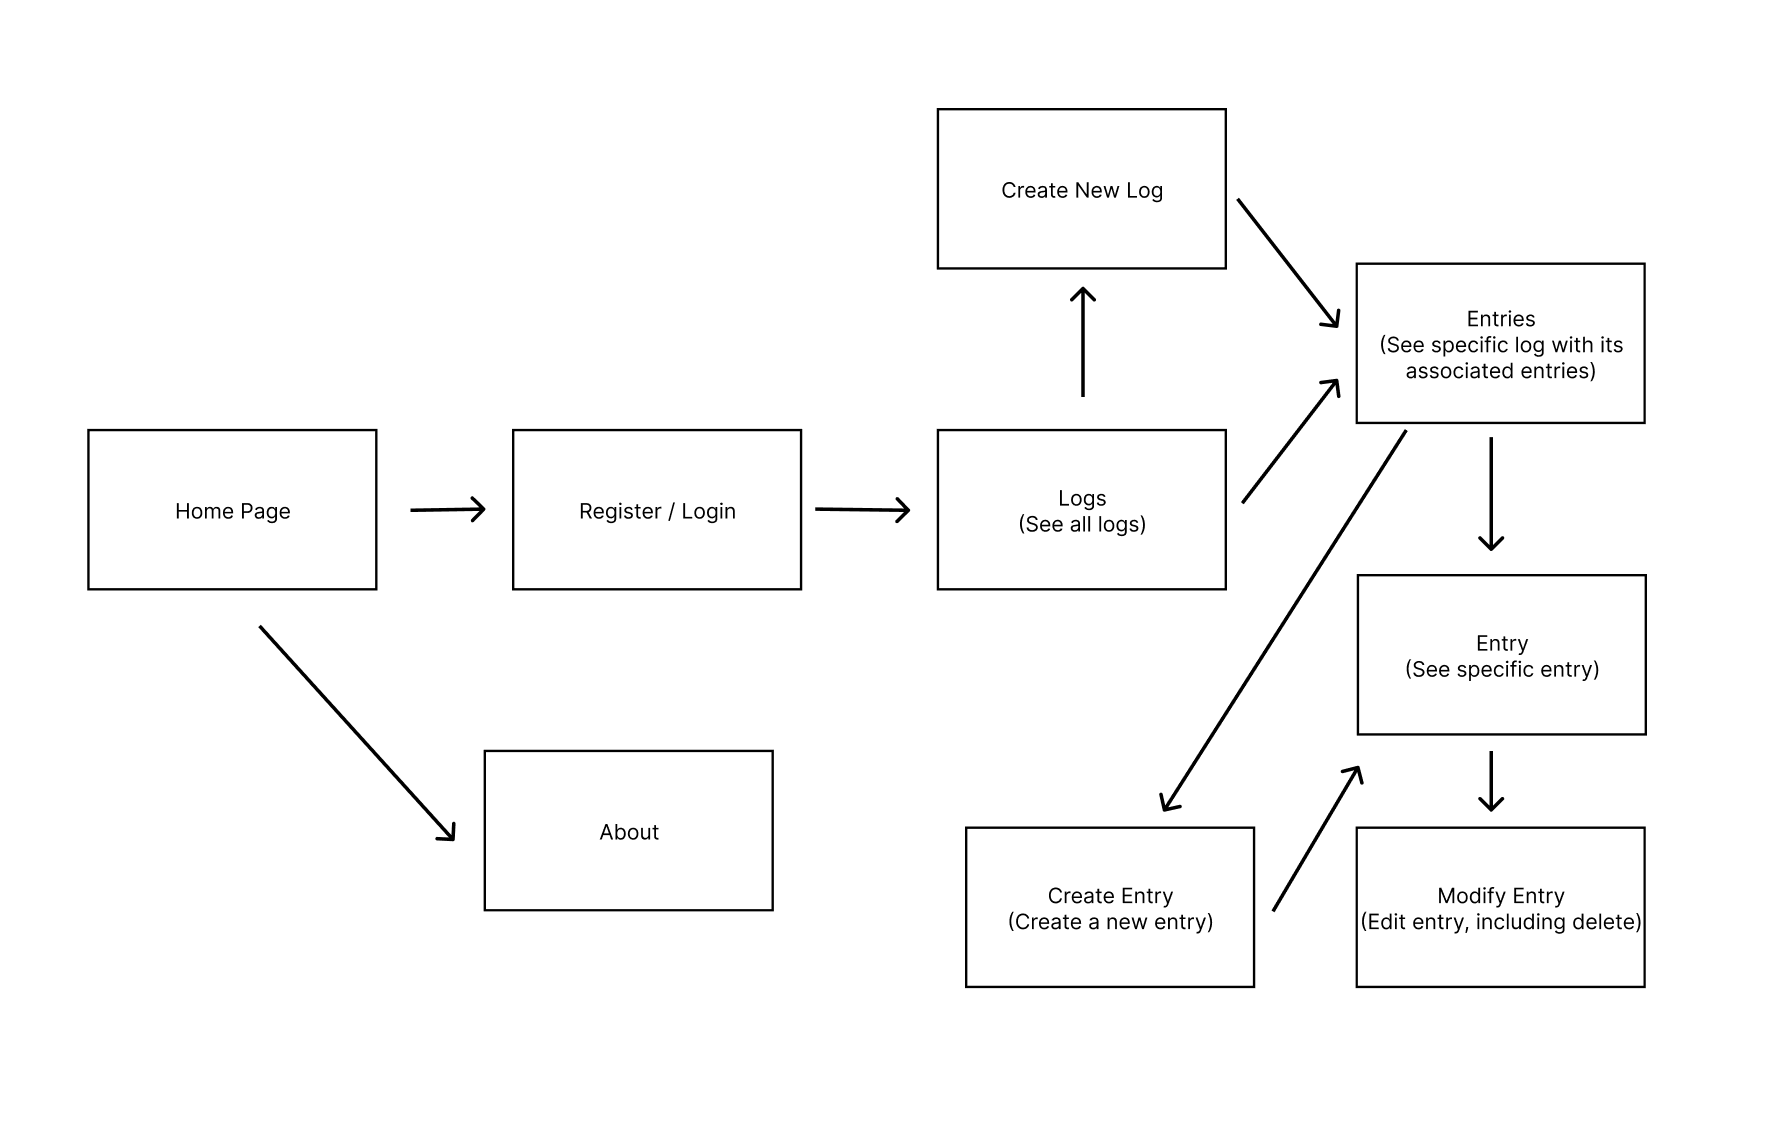 Create New Log
Entries
(See specific log with its
associated entries)
Home Page
Register / Login
Logs
(See all logs)
Entry
(See specific entry)
About
Create Entry
(Create a new entry)
Modify Entry
(Edit entry, including delete)